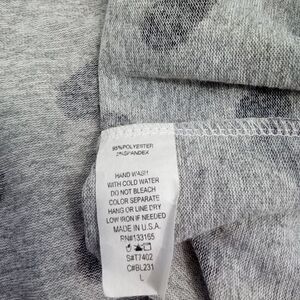 95%POLYESTER
5%SPANDEX
HAND WASH
WITH COLD WATER
DO NOT BLEACH
COLOR SEPARATE
HANG OR LINE DRY
LOW IRON IF NEEDED
MADE IN U.S.A.
RN#133165
S#T7402
C#BL231
L